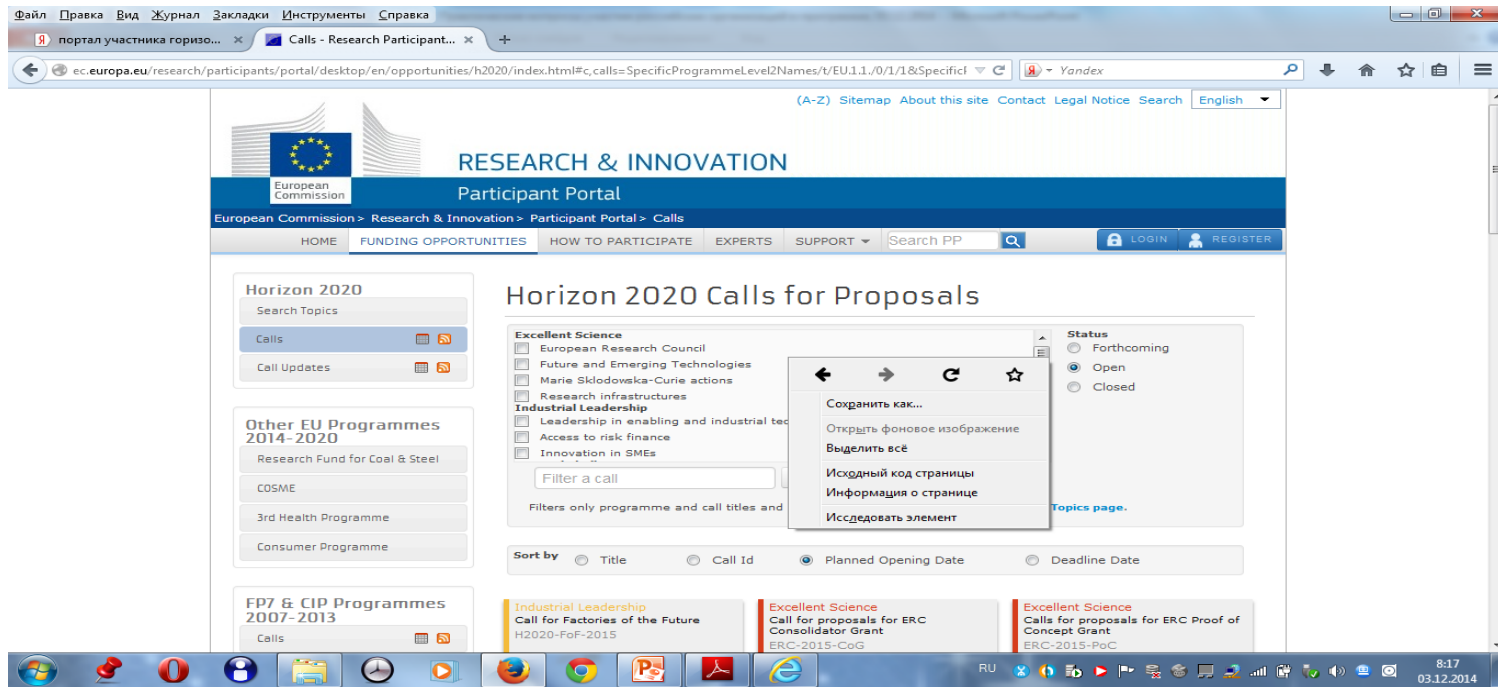 Файл Правка Вид Журнал Закладки Инструменты Справка
портал участника горизо... Calls - Research Participant...
ec.europa.eu/research/participants/portal/desktop/en/opportunities/h2020/index.html#c,calls=SpecificProgrammeLevel2Names/t/EU.1.1./0/1/1&SpecificF Yandex
(A-Z) Sitemap About this site Contact Legal Notice Search English
RESEARCH & INNOVATION
European
Commission
Participant Portal
European Commission > Research & Innovation > Participant Portal > Calls
HOME FUNDING OPPORTUNITIES HOW TO PARTICIPATE EXPERTS SUPPORT Search PP LOGIN REGISTER
Horizon 2020
Search Topics
Calls
Call Updates
Other EU Programmes
2014-2020
Research Fund for Coal & Steel
COSME
3rd Health Programme
Consumer Programme
FP7 & CIP Programmes
2007-2013
Calls
Horizon 2020 Calls for Proposals
Excellent Science
European Research Council
Future and Emerging Technologies
Marie Sklodowska-Curie actions
Research infrastructures
Industrial Leadership
Leadership in enabling and industrial tec
Access to risk finance
Innovation in SMEs
Filter a call
Filters only programme and call titles and
Topics page.
Status
Forthcoming
Open
Closed
Сохранить как...
Открыть фоновое изображение
Выделить всё
Исходный код страницы
Информация о странице
Исследовать элемент
Sort by Title Call Id Planned Opening Date Deadline Date
Industrial Leadership
Call for Factories of the Future
H2020-FoF-2015
Excellent Science
Call for proposals for ERC
Consolidator Grant
ERC-2015-CoG
Excellent Science
Calls for proposals for ERC Proof of
Concept Grant
ERC-2015-PoC
RU 8:17
03.12.2014